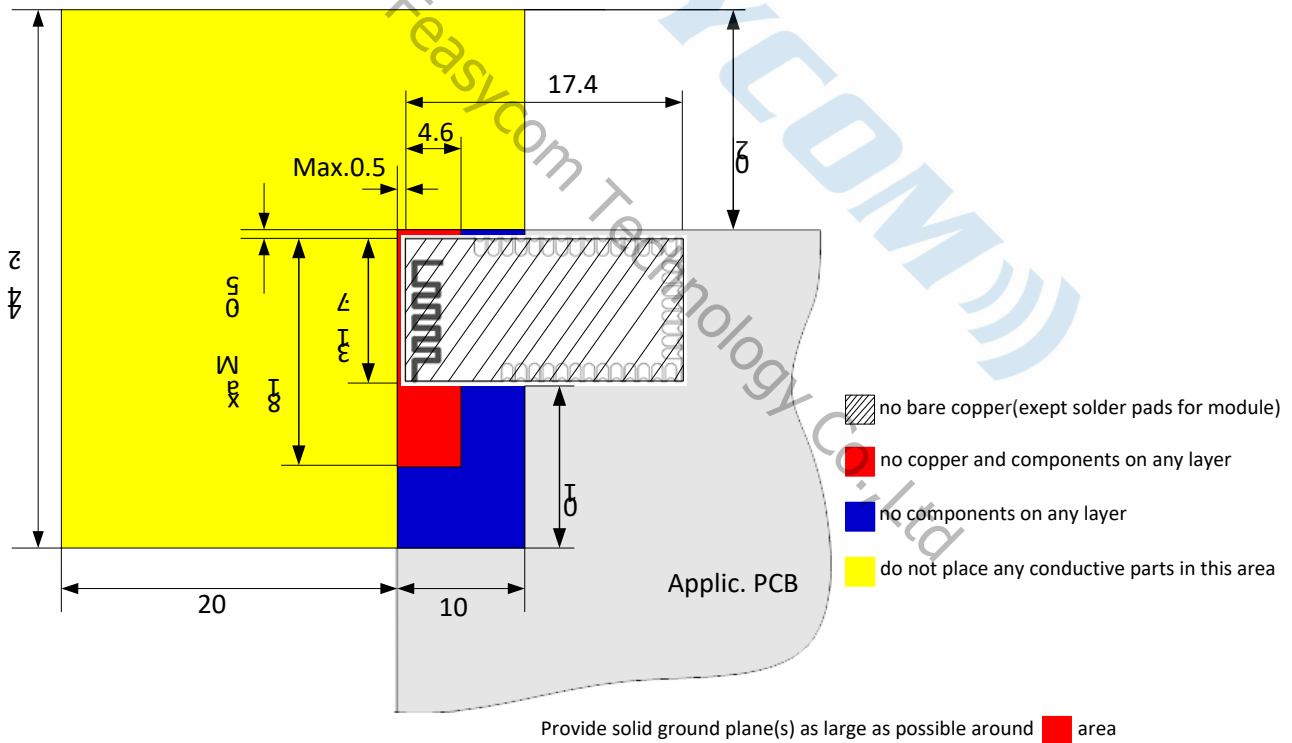 17.4
4.6
Max.0.5
20
44.2
Max 0.5
13.7
18
10
20
10
Applic. PCB
no bare copper(exept solder pads for module)
no copper and components on any layer
no components on any layer
do not place any conductive parts in this area
Provide solid ground plane(s) as large as possible around area
Feasycom Technology Co.,Ltd
YCOM